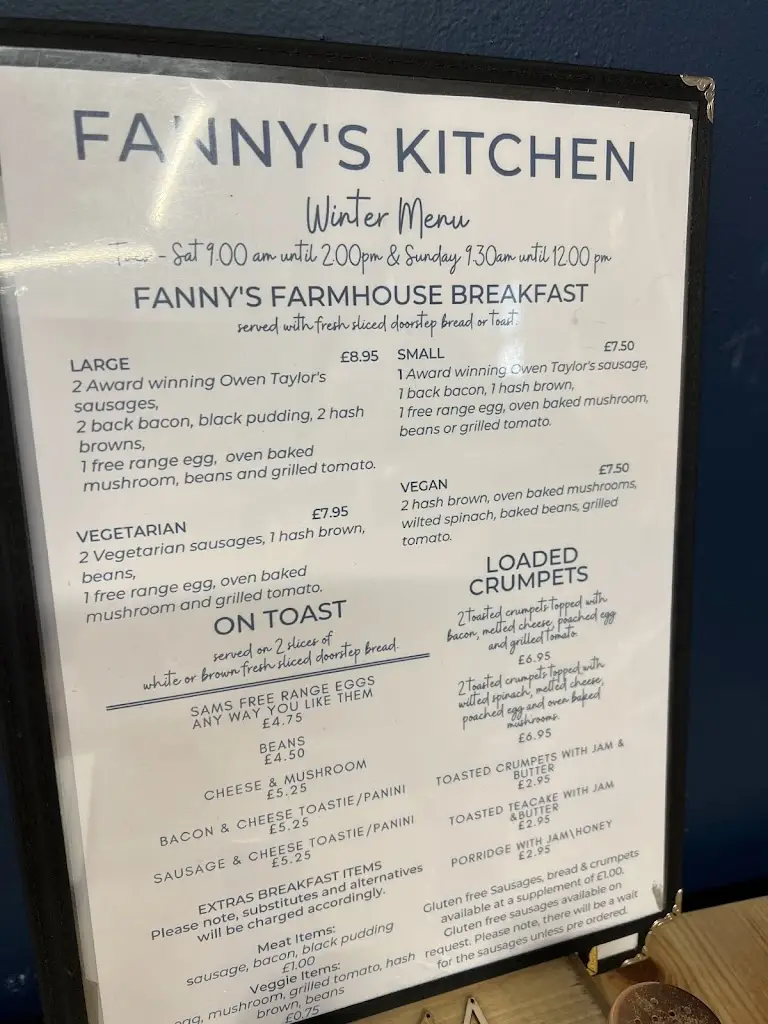 FANNY'S KITCHEN
Winter Menu
- Sat 9.00 am until 2.00pm & Sunday 9.30am until 12.00 pm
FANNY'S FARMHOUSE BREAKFAST
served with fresh sliced doorstep bread or toast.
LARGE £8.95
2 Award winning Owen Taylor's
sausages,
2 back bacon, black pudding, 2 hash
browns,
1 free range egg, oven baked
mushroom, beans and grilled tomato.
SMALL £7.50
1 Award winning Owen Taylor's sausage,
1 back bacon, 1 hash brown,
1 free range egg, oven baked mushroom,
beans or grilled tomato.
VEGETARIAN £7.95
2 Vegetarian sausages, 1 hash brown,
beans,
1 free range egg, oven baked
mushroom and grilled tomato.
VEGAN £7.50
2 hash brown, oven baked mushrooms,
wilted spinach, baked beans, grilled
tomato.
ON TOAST
served on 2 slices of
white or brown fresh sliced doorstep bread.
SAMS FREE RANGE EGGS
ANY WAY YOU LIKE THEM
£4.75
BEANS
£4.50
CHEESE & MUSHROOM
£5.25
BACON & CHEESE TOASTIE/PANINI
£5.25
SAUSAGE & CHEESE TOASTIE/PANINI
£5.25
EXTRAS BREAKFAST ITEMS
Please note, substitutes and alternatives
will be charged accordingly.
Meat Items:
sausage, bacon, black pudding
£1.00
Veggie Items:
egg, mushroom, grilled tomato, hash
brown, beans
£0.75
LOADED
CRUMPETS
2 toasted crumpets topped with
bacon, melted cheese, poached egg
and grilled tomato.
£6.95
2 toasted crumpets topped with
wilted spinach, melted cheese,
poached egg and oven baked
mushrooms.
£6.95
TOASTED CRUMPETS WITH JAM &
BUTTER
£2.95
TOASTED TEACAKE WITH JAM
&BUTTER
£2.95
PORRIDGE WITH JAM\HONEY
£2.95
Gluten free Sausages, bread & crumpets
available at a supplement of £1.00.
Gluten free sausages available on
request. Please note, there will be a wait
for the sausages unless pre ordered.